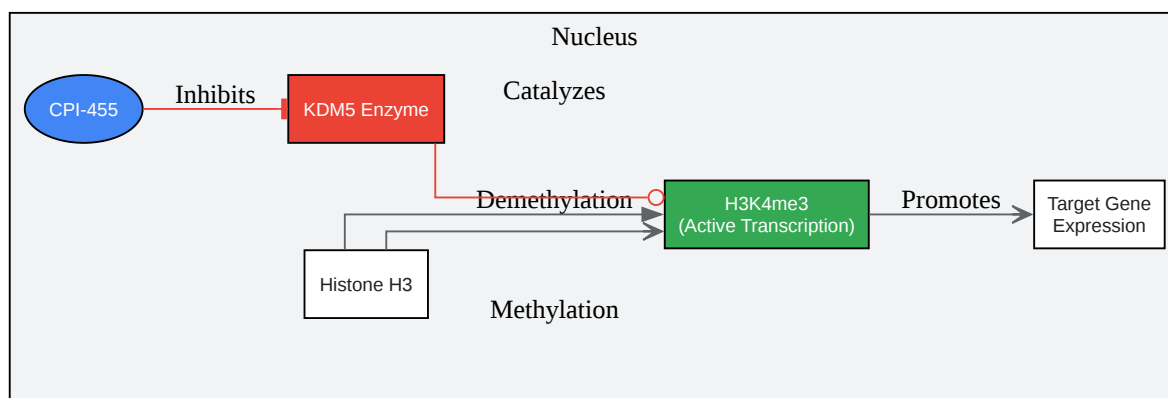 Nucleus
CPI-455
Inhibits
KDM5 Enzyme
Catalyzes
Demethylation
H3K4me3
(Active Transcription)
Promotes
Target Gene
Expression
Histone H3
Methylation